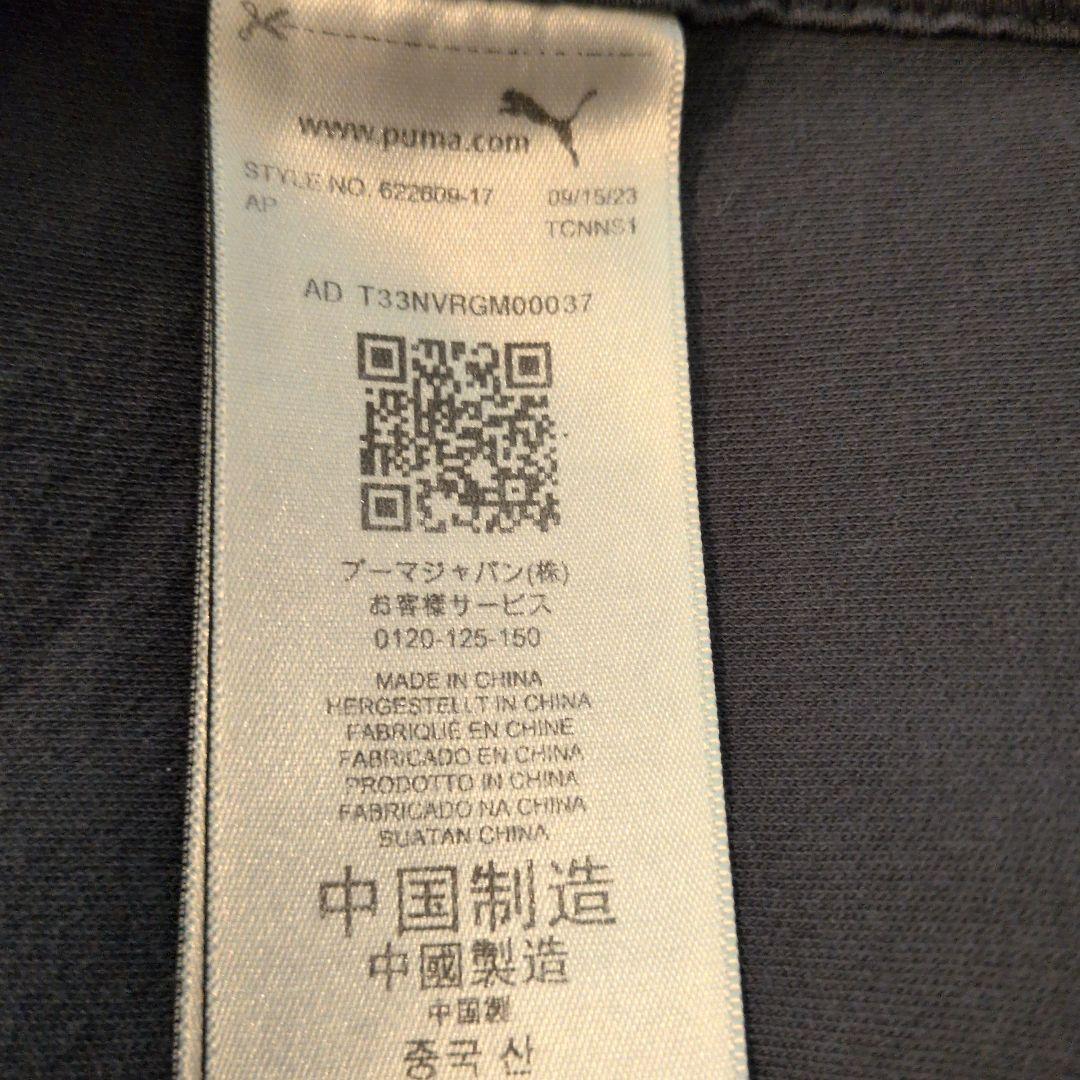 www.puma.com
STYLE NO. 622609-17 09/15/23
AP TCNNS1
AD T33NVRGM00037
プーマジャパン(株)
お客様サービス
0120-125-150
MADE IN CHINA
HERGESTELLT IN CHINA
FABRIQUÉ EN CHINE
FABRICADO EN CHINA
PRODOTTO IN CHINA
FABRICADO NA CHINA
BUATAN CHINA
中国制造
中國製造
中国製
중국 산